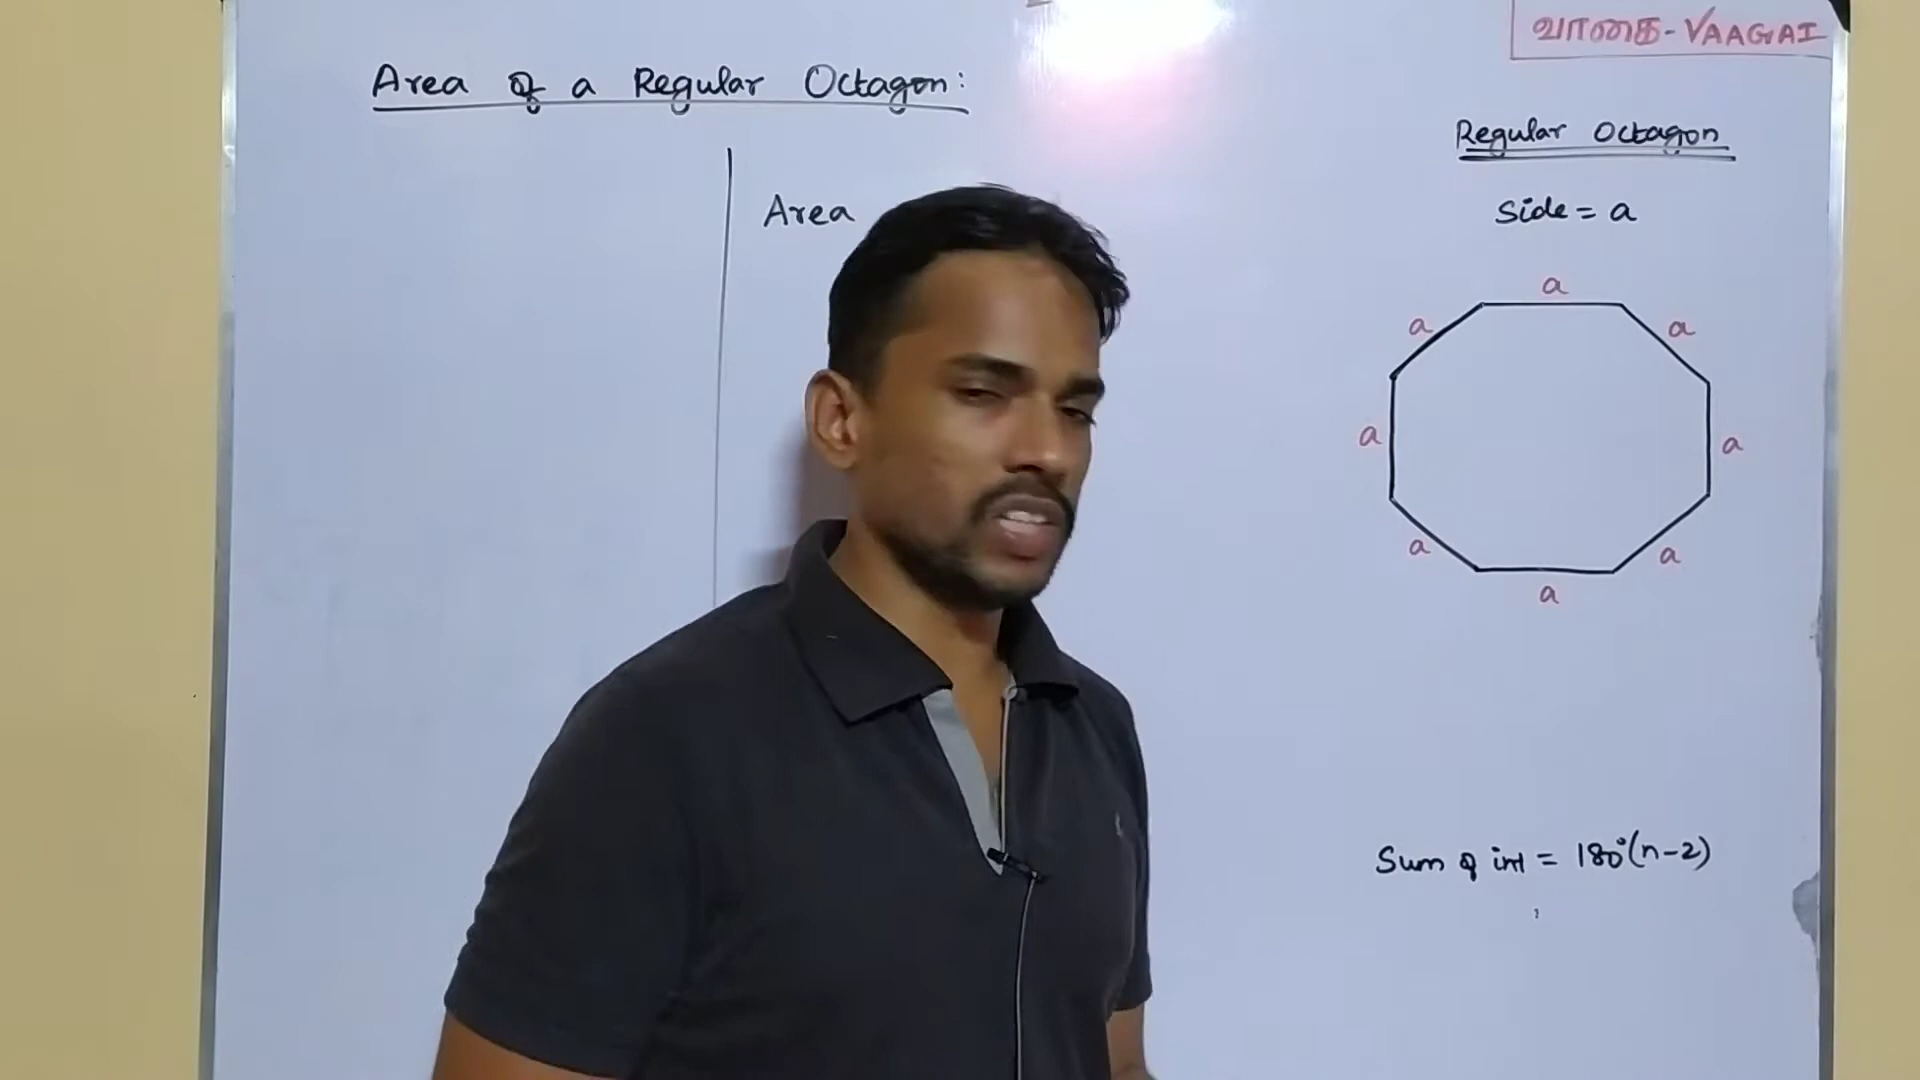 வாகை - VAAGAI
Area of a Regular Octagon:
Regular Octagon
Area
Side = a
a
a
a
a
a
a
a
a
Sum of int = 180°(n-2)